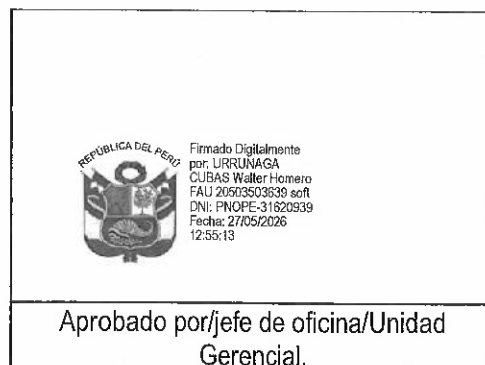 REPÚBLICA DEL PERÚ
Firmado Digitalmente
por: URRUNAGA
CUBAS Walter Homero
FAU 20503503639 soft
DNI: PNOPE-31620939
Fecha: 27/05/2026
12:55:13
Aprobado por/jefe de oficina/Unidad
Gerencial.